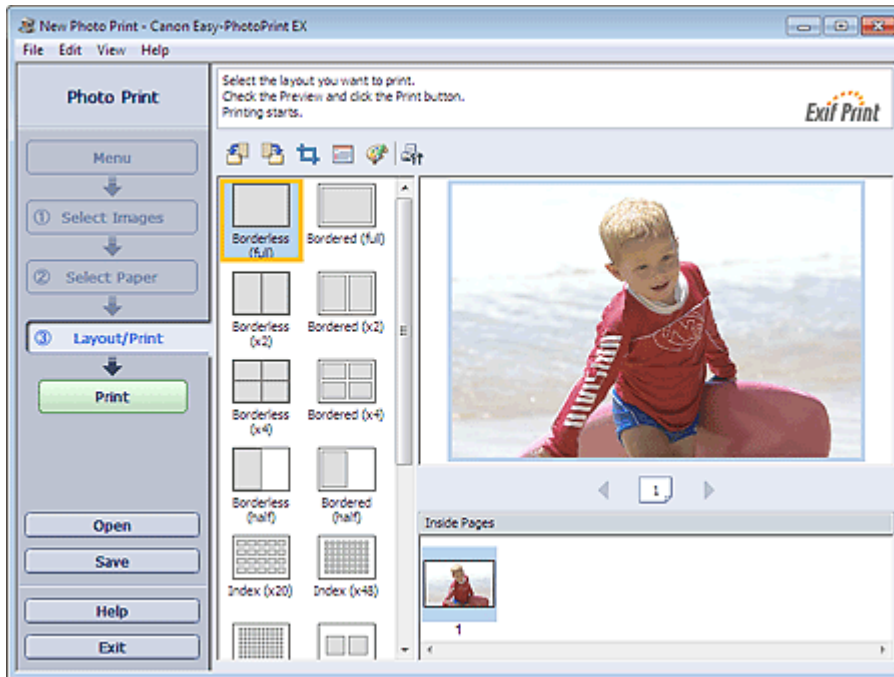 New Photo Print - Canon Easy-PhotoPrint EX
File Edit View Help
Photo Print
Menu
① Select Images
② Select Paper
③ Layout/Print
Print
Open
Save
Help
Exit
Select the layout you want to print.
Check the Preview and click the Print button.
Printing starts.
Exif Print
Borderless
(full)
Bordered (full)
Borderless
(x2)
Bordered (x2)
Borderless
(x4)
Bordered (x4)
Borderless
(half)
Bordered
(half)
Index (x20)
Index (x48)
1
Inside Pages
1